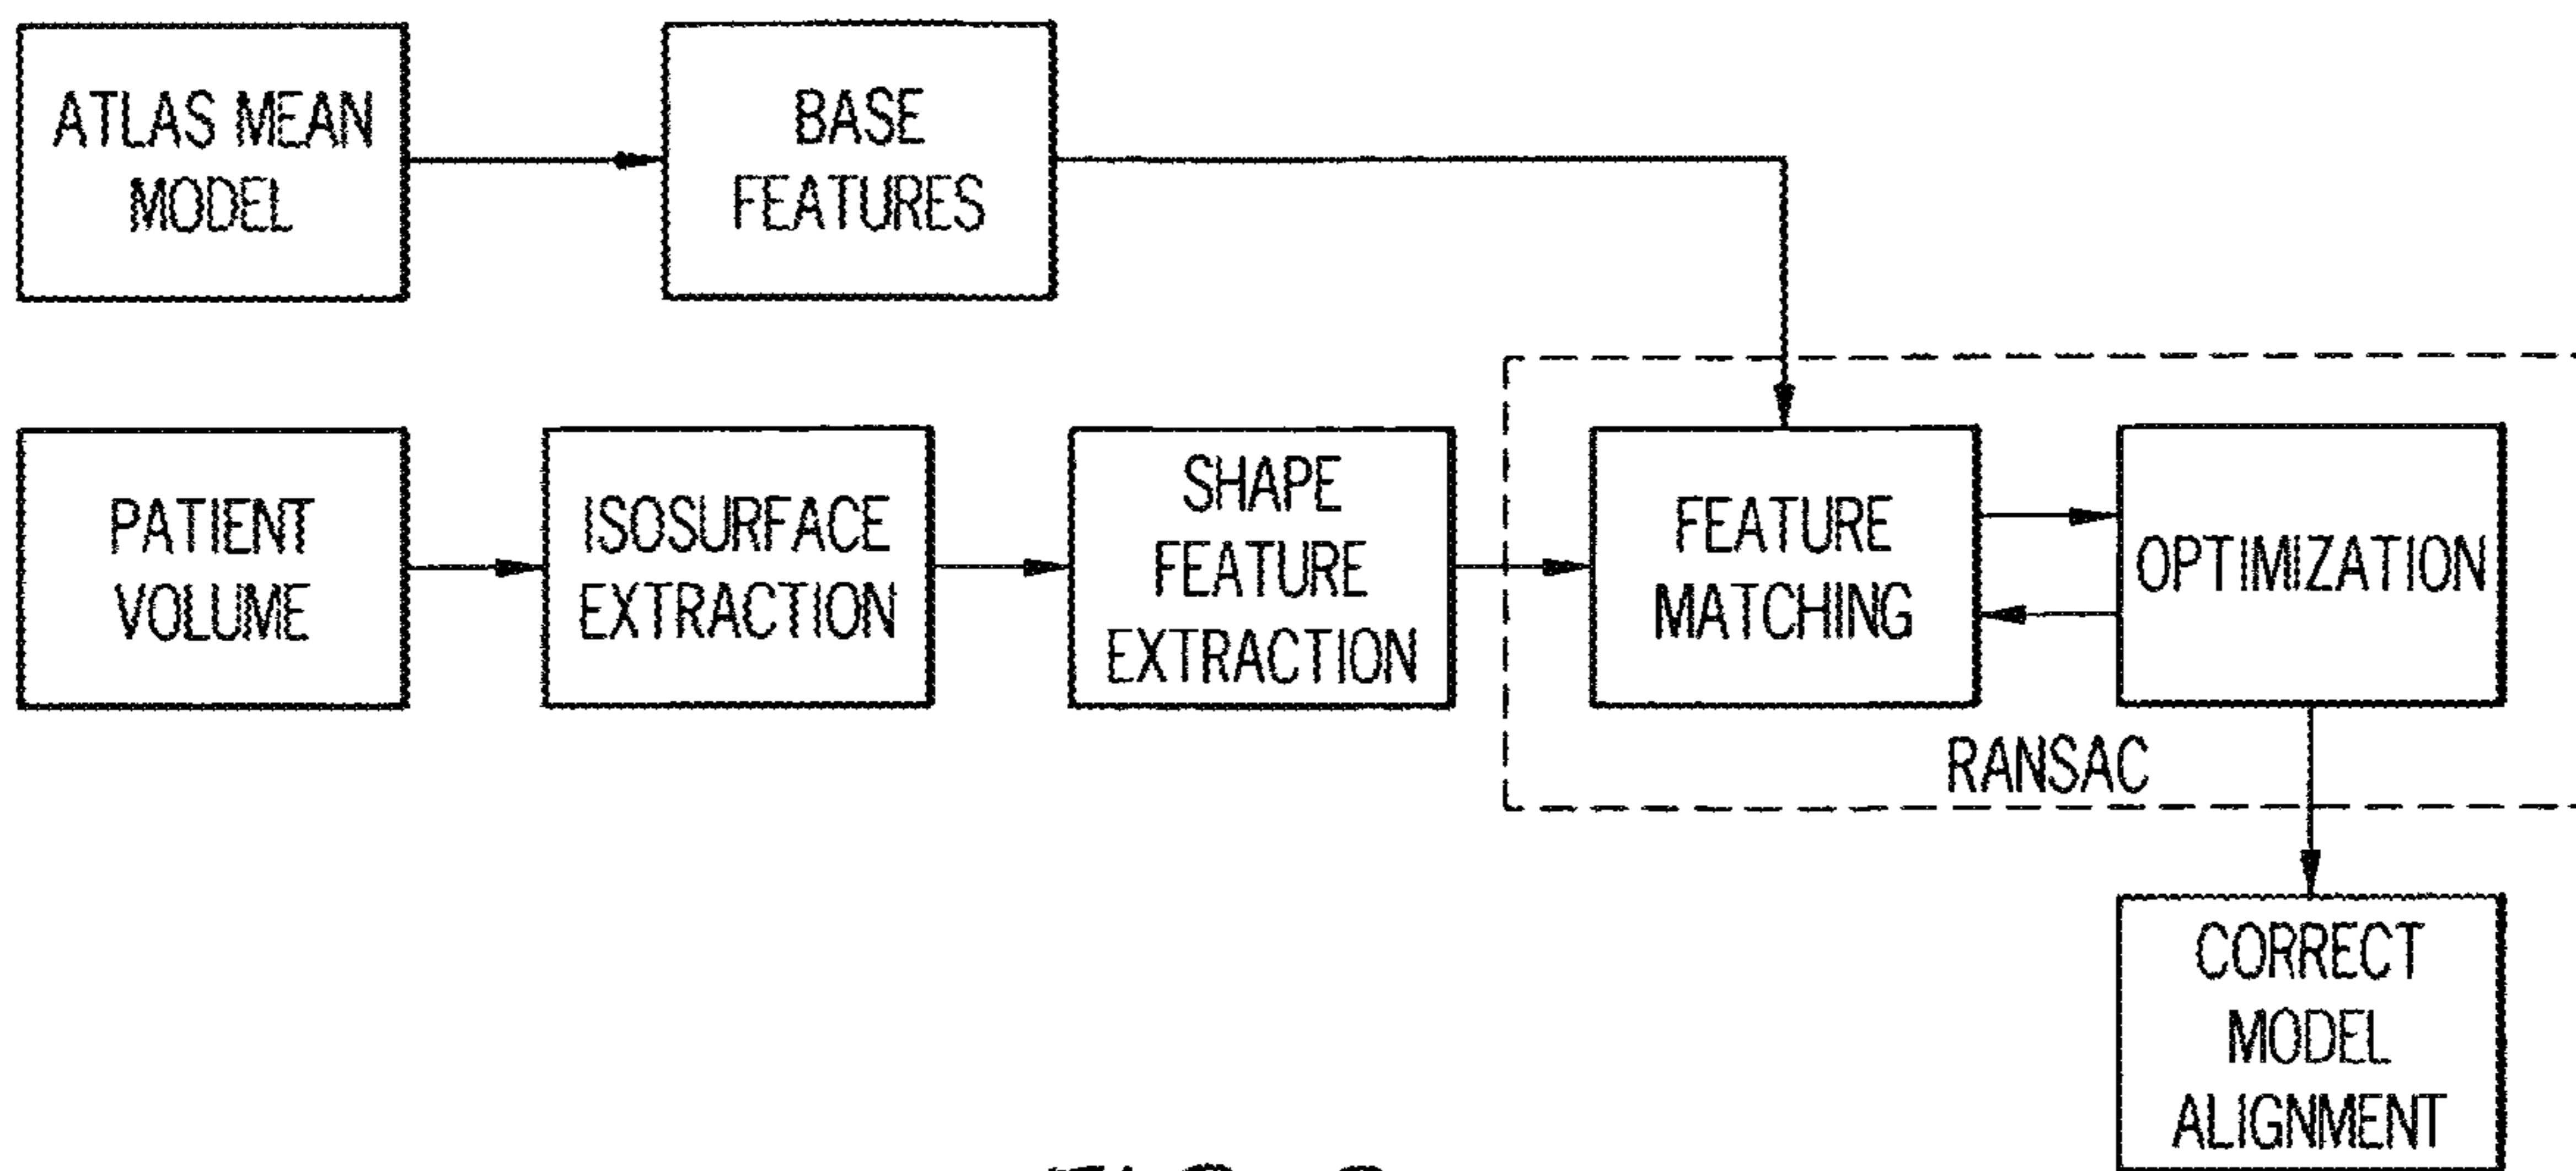 ATLAS MEAN
MODEL
BASE
FEATURES
PATIENT
VOLUME
ISOSURFACE
EXTRACTION
SHAPE
FEATURE
EXTRACTION
FEATURE
MATCHING
OPTIMIZATION
RANSAC
CORRECT
MODEL
ALIGNMENT